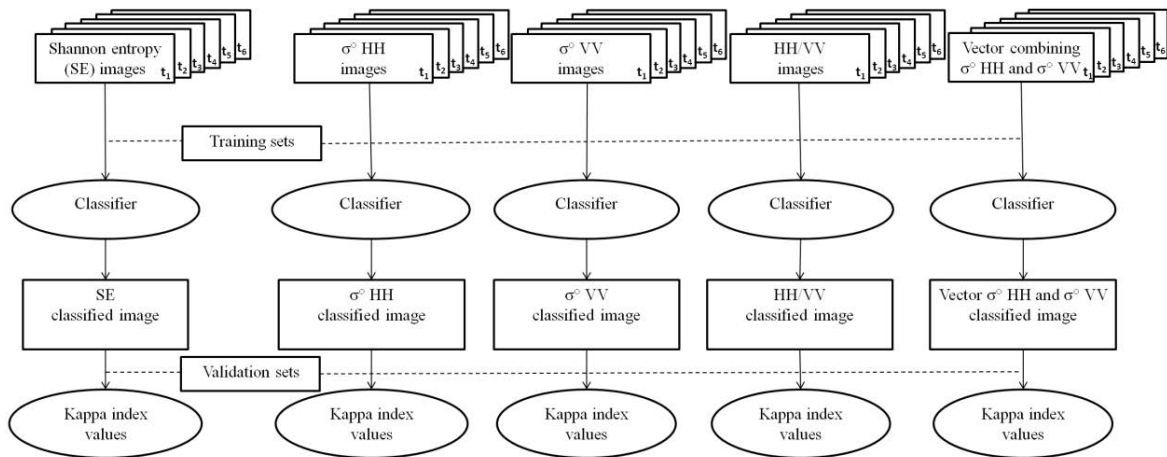 Shannon entropy
(SE) images
t₁
t₂
t₃
t₄
t₅
t₆
σ° HH
images
t₁
t₂
t₃
t₄
t₅
t₆
σ° VV
images
t₁
t₂
t₃
t₄
t₅
t₆
HH/VV
images
t₁
t₂
t₃
t₄
t₅
t₆
Vector combining
σ° HH and σ° VV
t₁
t₂
t₃
t₄
t₅
t₆
Training sets
Classifier
Classifier
Classifier
Classifier
Classifier
SE
classified image
σ° HH
classified image
σ° VV
classified image
HH/VV
classified image
Vector σ° HH and σ° VV
classified image
Validation sets
Kappa index
values
Kappa index
values
Kappa index
values
Kappa index
values
Kappa index
values